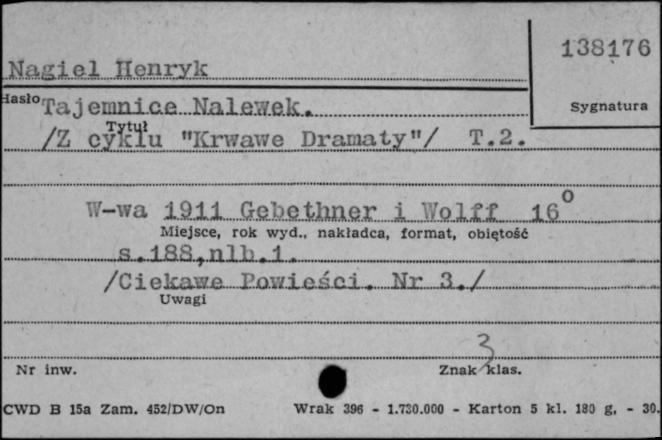 138176
Nagiel Henryk
Hasło Tajemnice Nalewek. Sygnatura
Tytuł
/Z cyklu "Krwawe Dramaty"/ T.2.
W-wa 1911 Gebethner i Wolff 16°
Miejsce, rok wyd., nakładca, format, objętość
s.188,nlb.1.
/Ciekawe Powieści. Nr 3./
Uwagi
3
Nr inw. Znak klas.
CWD B 15a Zam. 452/DW/On Wrak 396 - 1.730.000 - Karton 5 kl. 180 g, - 30.